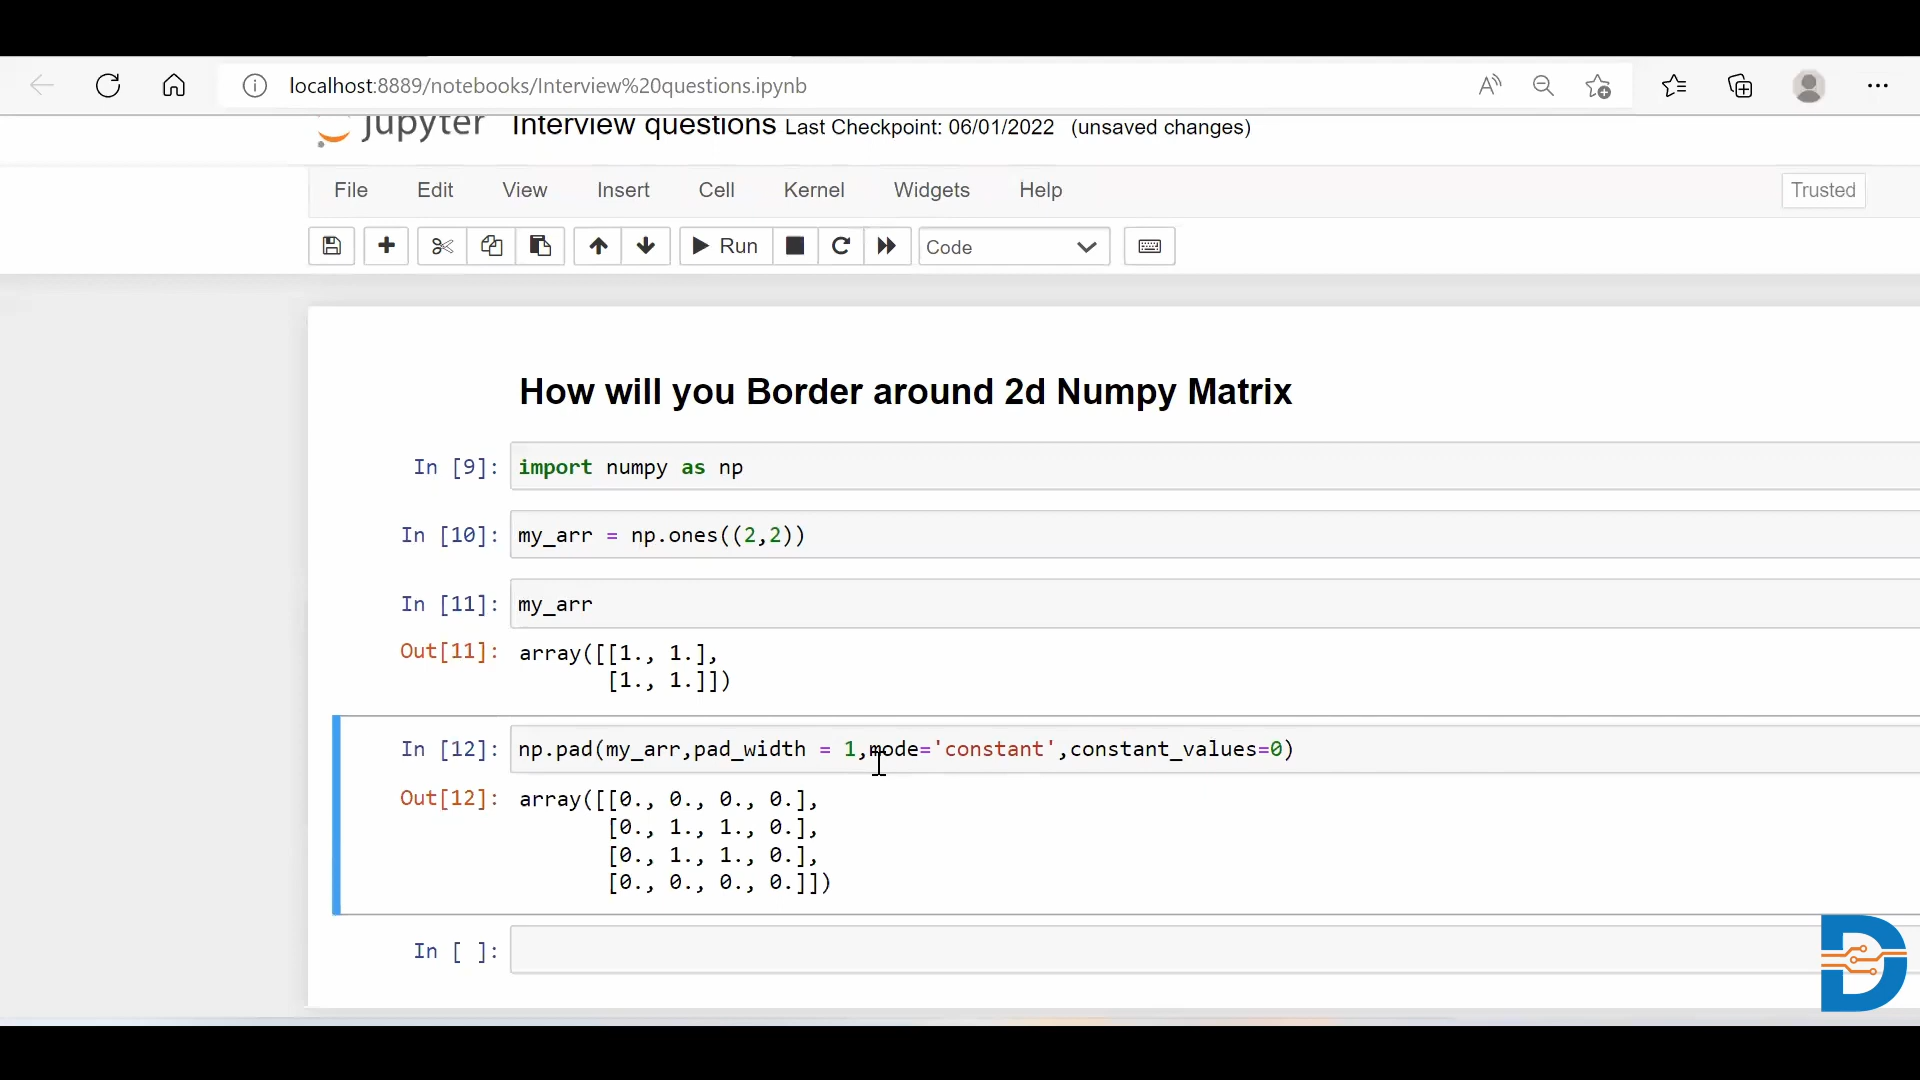 localhost:8889/notebooks/Interview%20questions.ipynb
jupyter Interview questions Last Checkpoint: 06/01/2022 (unsaved changes)
File Edit View Insert Cell Kernel Widgets Help Trusted
Run Code
How will you Border around 2d Numpy Matrix
In [9]: import numpy as np
In [10]: my_arr = np.ones((2,2))
In [11]: my_arr
Out[11]: array([[1., 1.],
[1., 1.]])
In [12]: np.pad(my_arr,pad_width = 1,mode='constant',constant_values=0)
Out[12]: array([[0., 0., 0., 0.],
[0., 1., 1., 0.],
[0., 1., 1., 0.],
[0., 0., 0., 0.]])
In [ ]: